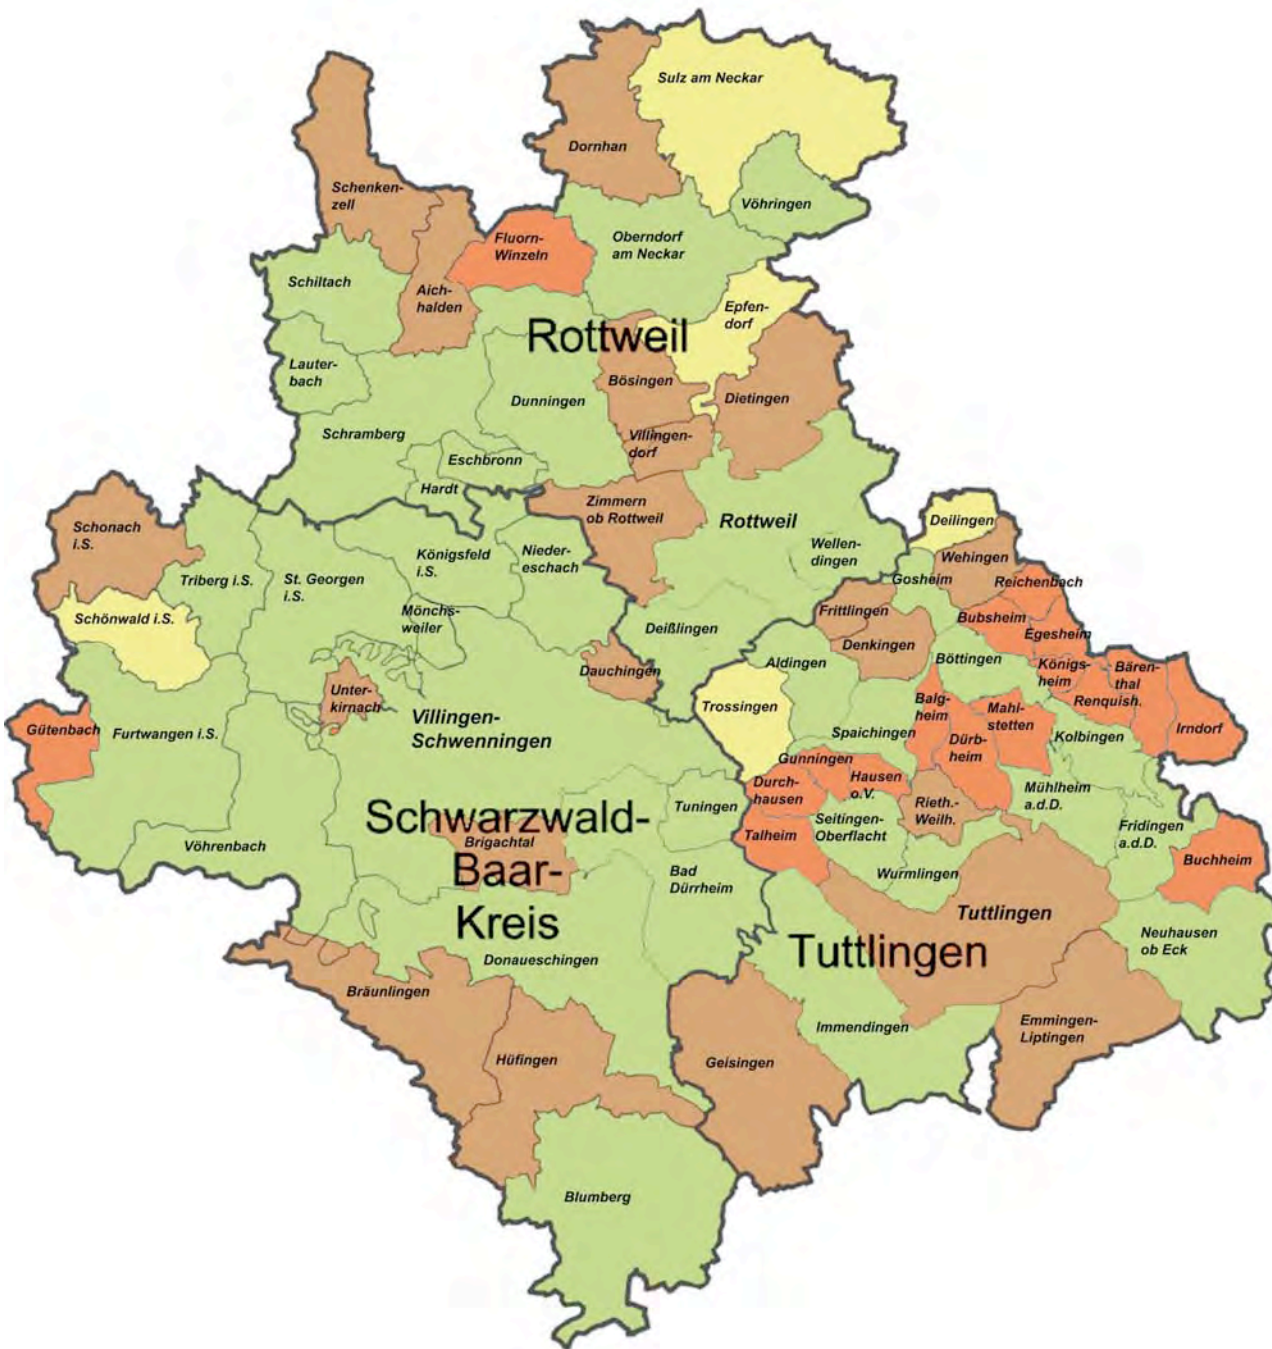 Sulz am Neckar
Dornhan
Schenken-
zell
Vöhringen
Fluorn-
Winzeln
Oberndorf
am Neckar
Schiltach
Aich-
halden
Epfen-
dorf
Rottweil
Lauter-
bach
Bösingen
Dunningen
Dietingen
Schramberg
Villingen-
dorf
Eschbronn
Hardt
Zimmern
ob Rottweil
Rottweil
Deilingen
Schonach
i.S.
Königsfeld
i.S.
Nieder-
eschach
Wellen-
dingen
Wehingen
Triberg i.S.
St. Georgen
i.S.
Gosheim
Reichenbach
Schönwald i.S.
Mönchs-
weiler
Frittlingen
Bubsheim
Deißlingen
Egesheim
Denkingen
Dauchingen
Aldingen
Böttingen
Königs-
heim
Bären-
thal
Unter-
kirnach
Renquish.
Trossingen
Balg-
heim
Mahl-
stetten
Irndorf
Gütenbach
Furtwangen i.S.
Villingen-
Schwenningen
Spaichingen
Dürb-
heim
Kolbingen
Gunningen
Durch-
hausen
Hausen
o.V.
Mühlheim
a.d.D.
Tuningen
Rieth.-
Weilh.
Schwarzwald-
Baar-
Kreis
Seitingen-
Oberflacht
Fridingen
a.d.D.
Talheim
Brigachtal
Vöhrenbach
Buchheim
Bad
Dürrheim
Wurmlingen
Tuttlingen
Neuhausen
ob Eck
Tuttlingen
Donaueschingen
Bräunlingen
Immendingen
Emmingen-
Liptingen
Hüfingen
Geisingen
Blumberg